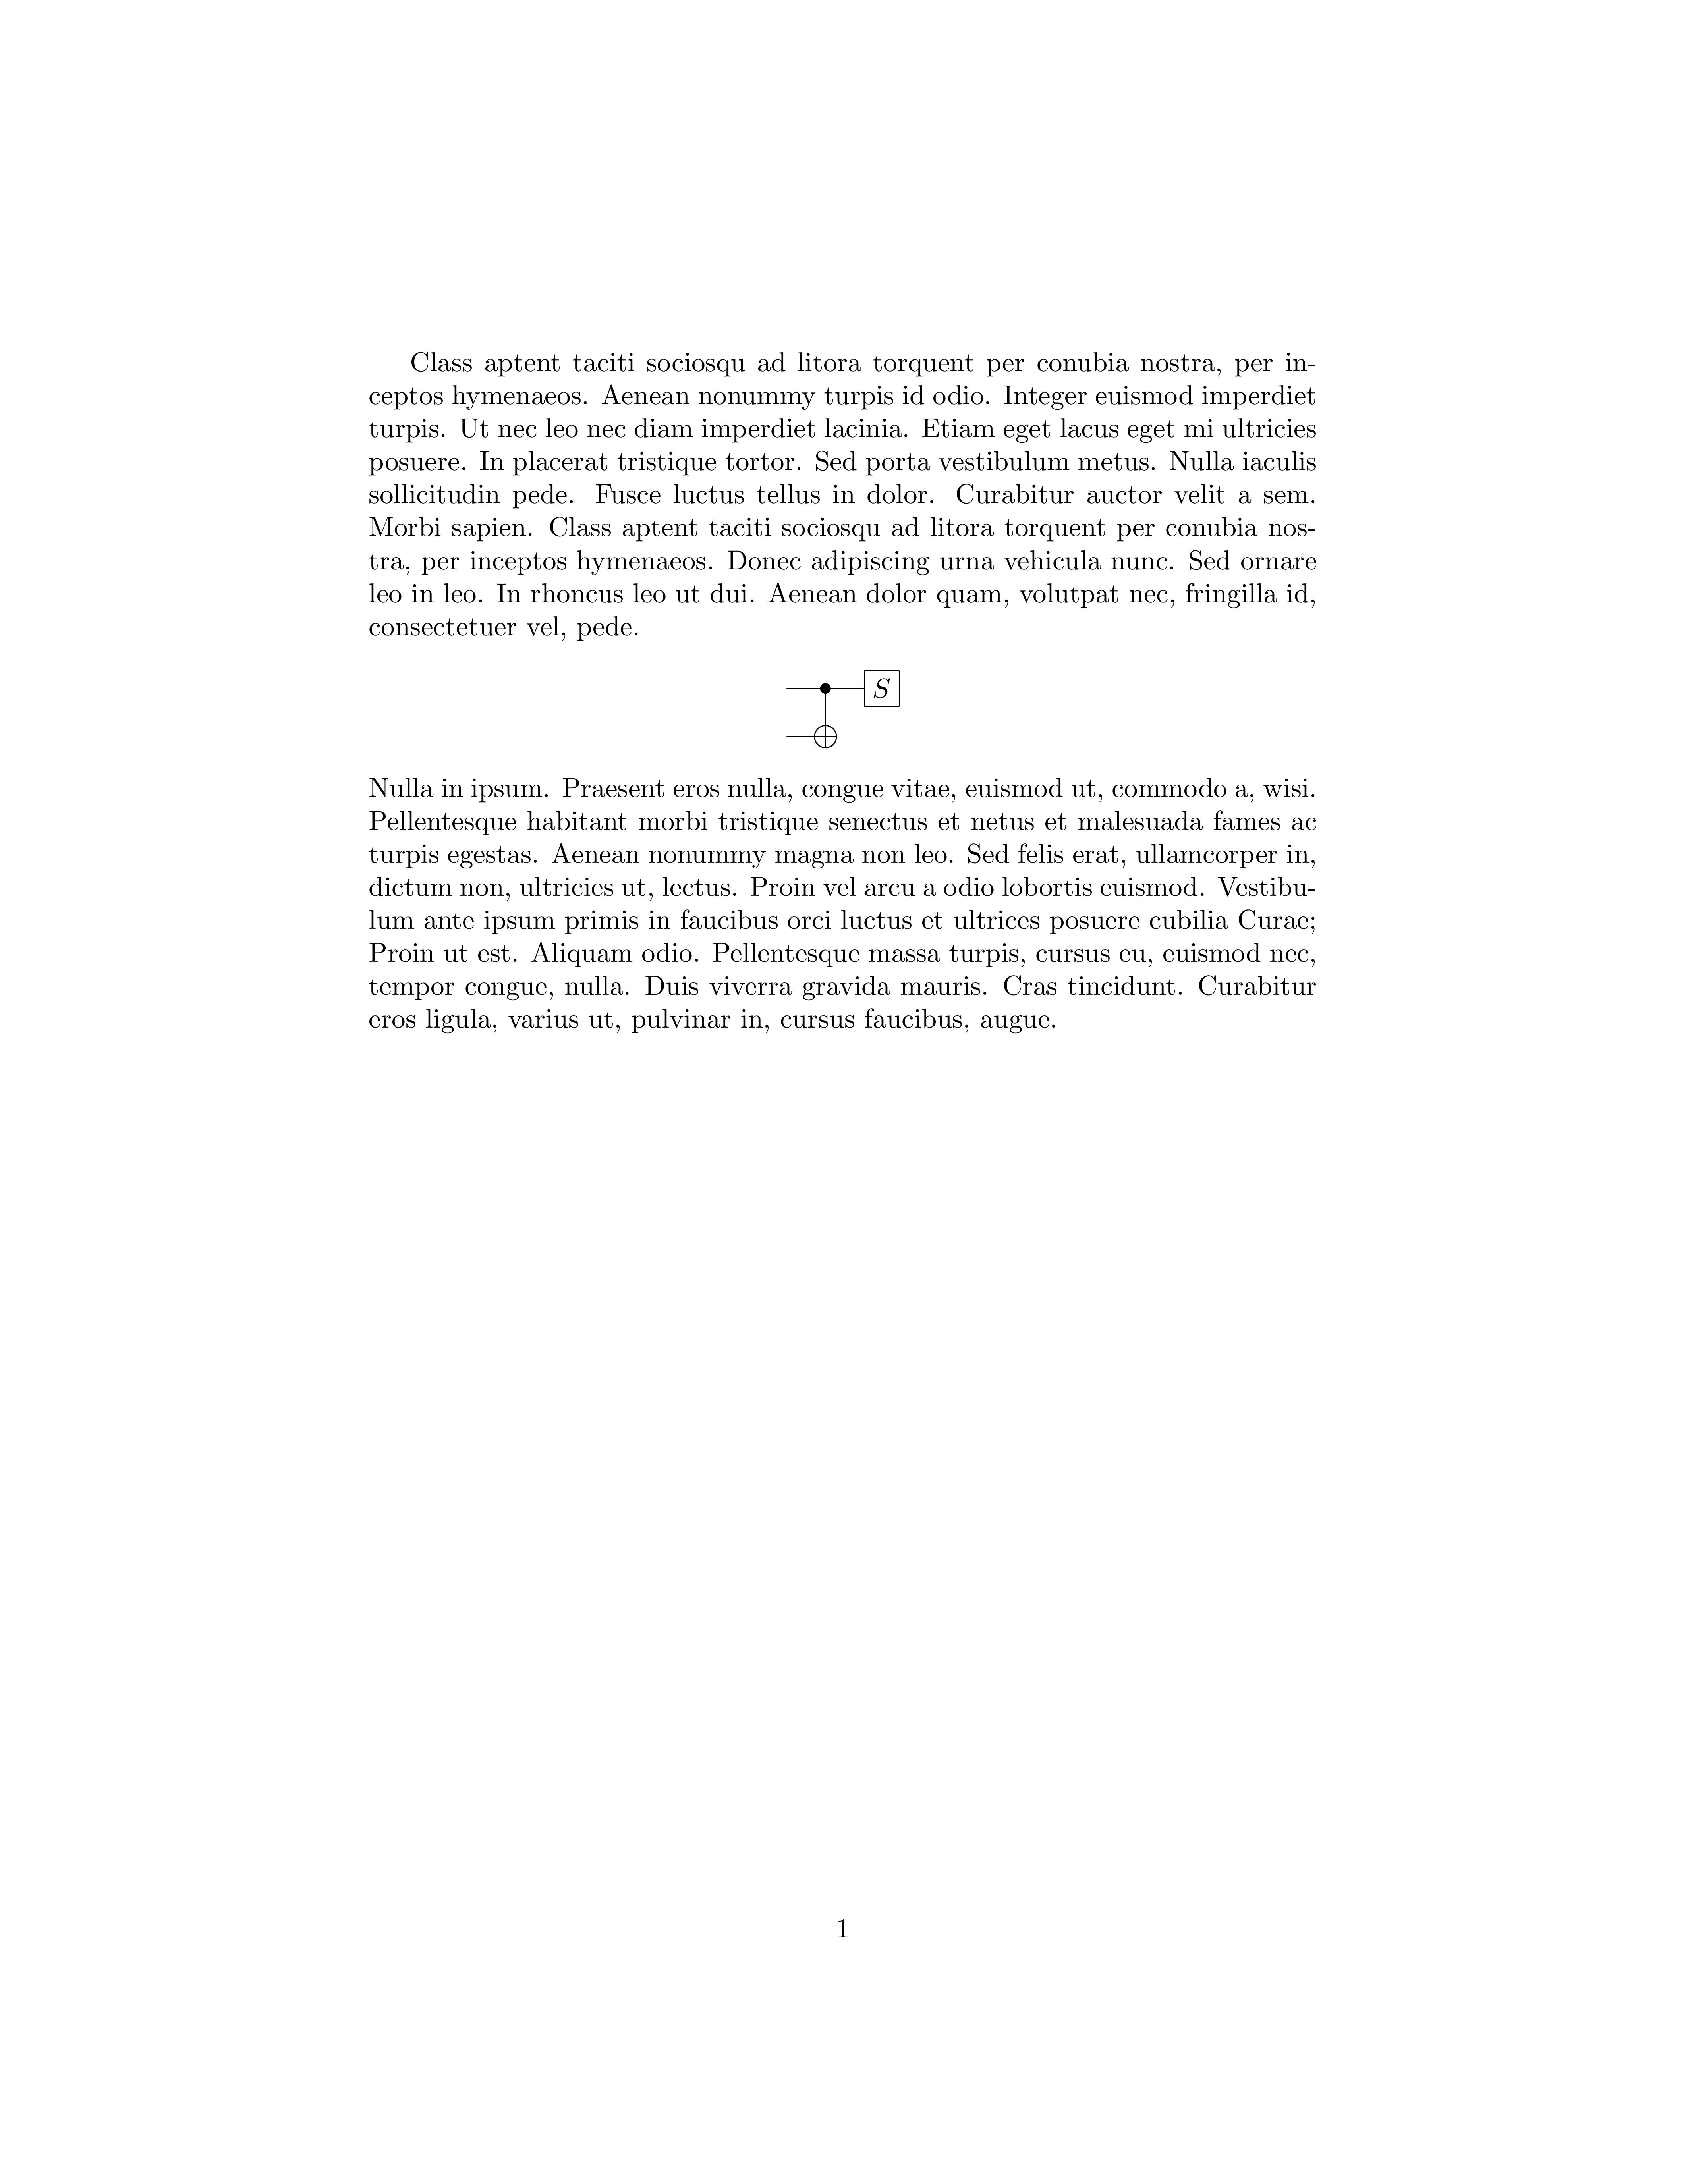 Class aptent taciti sociosqu ad litora torquent per conubia nostra, per in-
ceptos hymenaeos. Aenean nonummy turpis id odio. Integer euismod imperdiet
turpis. Ut nec leo nec diam imperdiet lacinia. Etiam eget lacus eget mi ultricies
posuere. In placerat tristique tortor. Sed porta vestibulum metus. Nulla iaculis
sollicitudin pede. Fusce luctus tellus in dolor. Curabitur auctor velit a sem.
Morbi sapien. Class aptent taciti sociosqu ad litora torquent per conubia nos-
tra, per inceptos hymenaeos. Donec adipiscing urna vehicula nunc. Sed ornare
leo in leo. In rhoncus leo ut dui. Aenean dolor quam, volutpat nec, fringilla id,
consectetuer vel, pede.
S
Nulla in ipsum. Praesent eros nulla, congue vitae, euismod ut, commodo a, wisi.
Pellentesque habitant morbi tristique senectus et netus et malesuada fames ac
turpis egestas. Aenean nonummy magna non leo. Sed felis erat, ullamcorper in,
dictum non, ultricies ut, lectus. Proin vel arcu a odio lobortis euismod. Vestibu-
lum ante ipsum primis in faucibus orci luctus et ultrices posuere cubilia Curae;
Proin ut est. Aliquam odio. Pellentesque massa turpis, cursus eu, euismod nec,
tempor congue, nulla. Duis viverra gravida mauris. Cras tincidunt. Curabitur
eros ligula, varius ut, pulvinar in, cursus faucibus, augue.
1